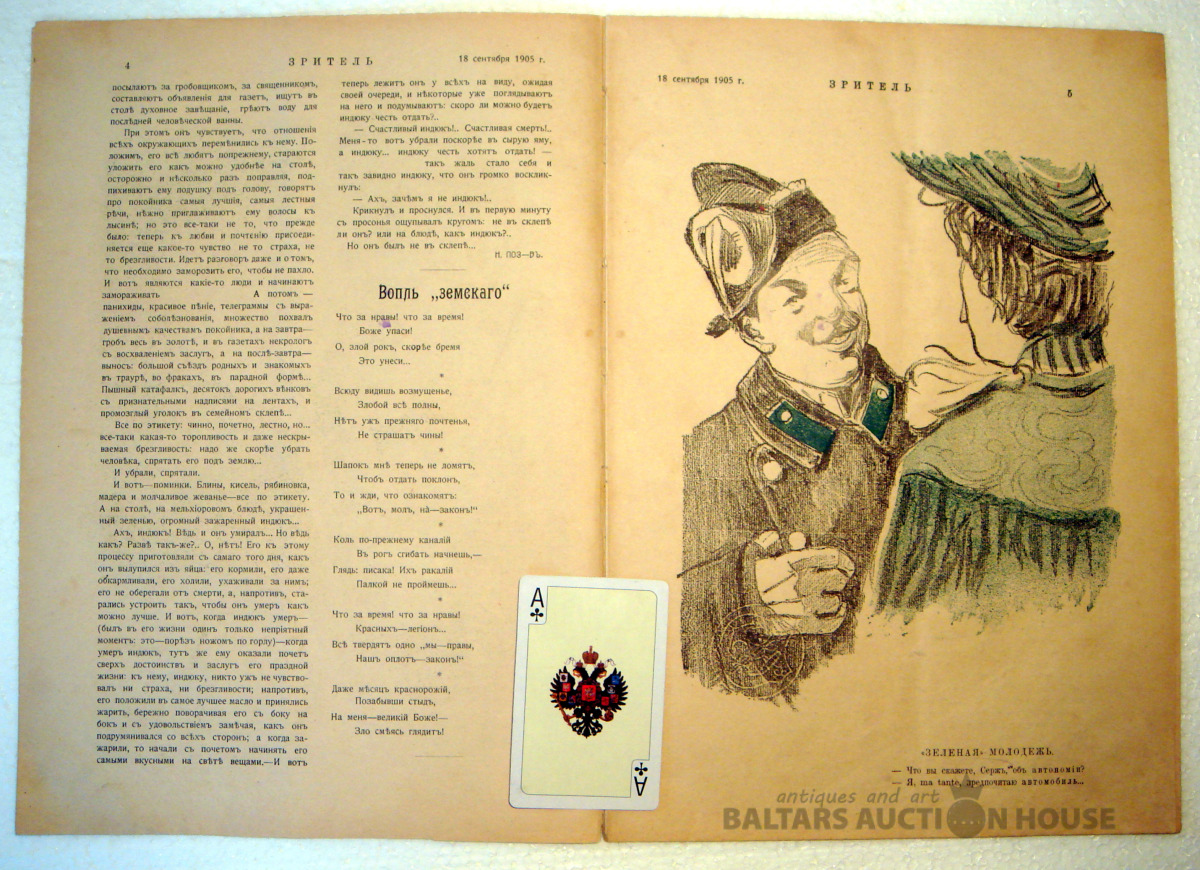 4
ЗРИТЕЛЬ
18 сентября 1905 г.
посылаютъ за гробовщикомъ, за священникомъ,
составляютъ объявленія для газетъ, ищутъ въ
столѣ духовное завѣщаніе, грѣютъ воду для
послѣдней человѣческой ванны.
При этомъ онъ чувствуетъ, что отношенія
всѣхъ окружающихъ перемѣнились къ нему. По-
ложимъ, его всѣ любятъ попрежнему, стараются
уложить его какъ можно удобнѣе на столѣ,
осторожно и нѣсколько разъ поправляя, под-
пихиваютъ ему подушку подъ голову, говорятъ
про покойника самыя лучшія, самыя лестныя
рѣчи, нѣжно приглаживаютъ ему волосы къ
лысинѣ; но это все-таки не то, что прежде
было: теперь къ любви и почтенію присоеди-
няется еще какое-то чувство не то страха, не
то брезгливости. Идетъ разговоръ даже и о томъ,
что необходимо заморозить его, чтобы не пахло.
И вотъ являются какіе-то люди и начинаютъ
замораживать А потомъ —
панихиды, красивое пѣніе, телеграммы съ выра-
женіемъ соболѣзнованія, множество похвалъ
душевнымъ качествамъ покойника, а на завтра—
гробъ весь въ золотѣ, и въ газетахъ некрологъ
съ восхваленіемъ заслугъ, а на послѣ-завтра—
выносъ: большой съѣздъ родныхъ и знакомыхъ
въ траурѣ, во фракахъ, въ парадной формѣ...
Пышный катафалкъ, десятокъ дорогихъ вѣнковъ
съ признательными надписями на лентахъ, и
промозглый уголокъ въ семейномъ склепѣ...
Все по этикету: чинно, почетно, лестно, но...
все-таки какая-то торопливость и даже нескры-
ваемая брезгливость: надо же скорѣе убрать
человѣка, спрятать его подъ землю...
И убрали, спрятали.
И вотъ—поминки. Блины, кисель, рябиновка,
мадера и молчаливое жеванье—все по этикету.
А на столѣ, на мельхіоровомъ блюдѣ, украшен-
ный зеленью, огромный зажаренный индюкъ...
Ахъ, индюкъ! Вѣдь и онъ умиралъ... Но вѣдь
какъ? Развѣ такъ-же?.. О, нѣтъ! Его къ этому
процессу приготовляли съ самаго того дня, какъ
онъ вылупился изъ яйца: его кормили, его даже
обкармливали, его холили, ухаживали за нимъ;
его не оберегали отъ смерти, а, напротивъ, ста-
рались устроить такъ, чтобы онъ умеръ какъ
можно лучше. И вотъ, когда индюкъ умеръ—
(былъ въ его жизни одинъ только непріятный
моментъ: это—порѣзъ ножомъ по горлу)—когда
умеръ индюкъ, тутъ же ему оказали почетъ
сверхъ достоинствъ и заслугъ его праздной
жизни: къ нему, индюку, никто ужъ не чувство-
валъ ни страха, ни брезгливости; напротивъ,
его положили въ самое лучшее масло и принялись
жарить, бережно поворачивая его съ боку на
бокъ и съ удовольствіемъ замѣчая, какъ онъ
подрумянивался со всѣхъ сторонъ; а когда за-
жарили, то начали съ почетомъ начинять его
самыми вкусными на свѣтѣ вещами.—И вотъ
теперь лежитъ онъ у всѣхъ на виду, ожидая
своей очереди, и нѣкоторые уже поглядываютъ
на него и подумываютъ: скоро ли можно будетъ
индюку честь отдать?..
— Счастливый индюкъ!.. Счастливая смерть!..
Меня-то вотъ убрали поскорѣе въ сырую яму,
а индюку... индюку честь хотятъ отдать! —
такъ жаль стало себя и
такъ завидно индюку, что онъ громко восклик-
нулъ:
— Ахъ, зачѣмъ я не индюкъ!..
Крикнулъ и проснулся. И въ первую минуту
съ просонья ощупывалъ кругомъ: не въ склепѣ
ли онъ? или на блюдѣ, какъ индюкъ?..
Но онъ былъ не въ склепѣ...
Н. ПОЭ—ВЪ.
Вопль „земскаго“
Что за нравы! что за время!
Боже упаси!
О, злой рокъ, скорѣе бремя
Это унеси...
*
Всюду видишь возмущенье,
Злобой всѣ полны,
Нѣтъ ужъ прежняго почтенья,
Не страшатъ чины!
*
Шапокъ мнѣ теперь не ломятъ,
Чтобъ отдать поклонъ,
То и жди, что ознакомятъ:
„Вотъ, молъ, на́—законъ!“
*
Коль по-прежнему каналій
Въ рогъ сгибать начнешь,—
Глядь: писака! Ихъ ракалій
Палкой не проймешь...
*
Что за время! что за нравы!
Красныхъ—легіонъ...
Всѣ твердятъ одно „мы—правы,
Нашъ оплотъ—законъ!“
*
Даже мѣсяцъ краснорожій,
Позабывши стыдъ,
На меня—великій Боже!—
Зло смѣясь глядитъ!
A
A
18 сентября 1905 г.
ЗРИТЕЛЬ
5
«ЗЕЛЕНАЯ» МОЛОДЕЖЬ.
— Что вы скажете, Сержъ, объ автономіи?
— Я, ma tante, предпочитаю автомобиль...
antiques and art
BALTARS AUCTION HOUSE